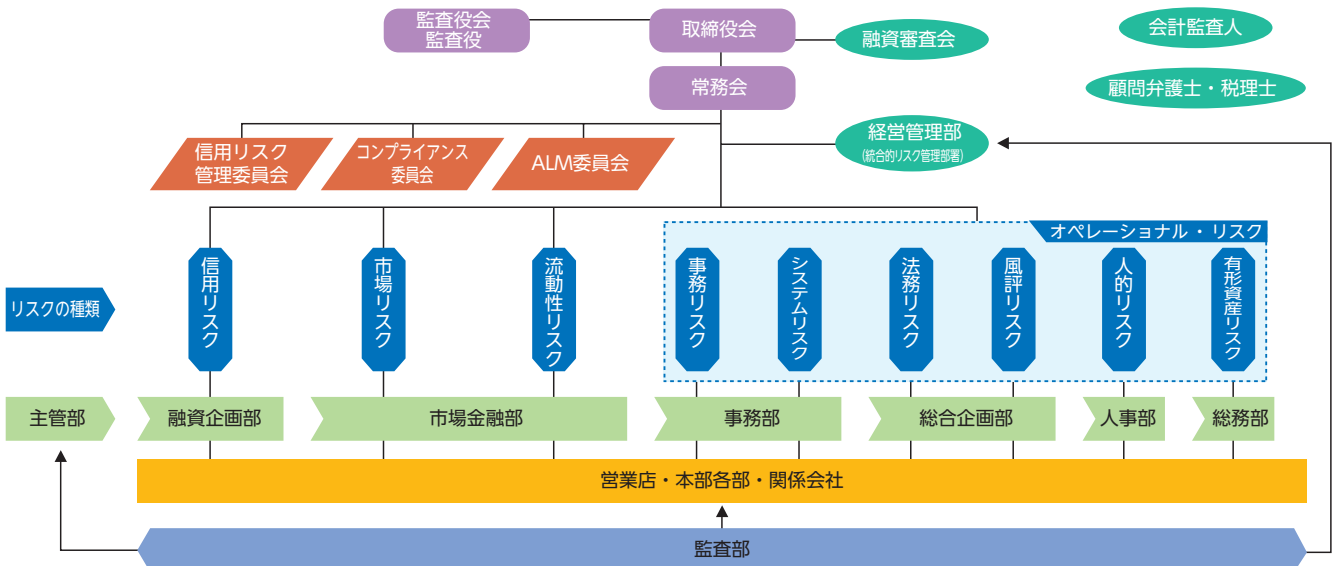 監査役会
監査役
取締役会
融資審査会
会計監査人
常務会
顧問弁護士・税理士
経営管理部
(統合的リスク管理部署)
信用リスク
管理委員会
コンプライアンス
委員会
ALM委員会
オペレーショナル・リスク
リスクの種類
信用リスク
市場リスク
流動性リスク
事務リスク
システムリスク
法務リスク
風評リスク
人的リスク
有形資産リスク
主管部
融資企画部
市場金融部
事務部
総合企画部
人事部
総務部
営業店・本部各部・関係会社
監査部